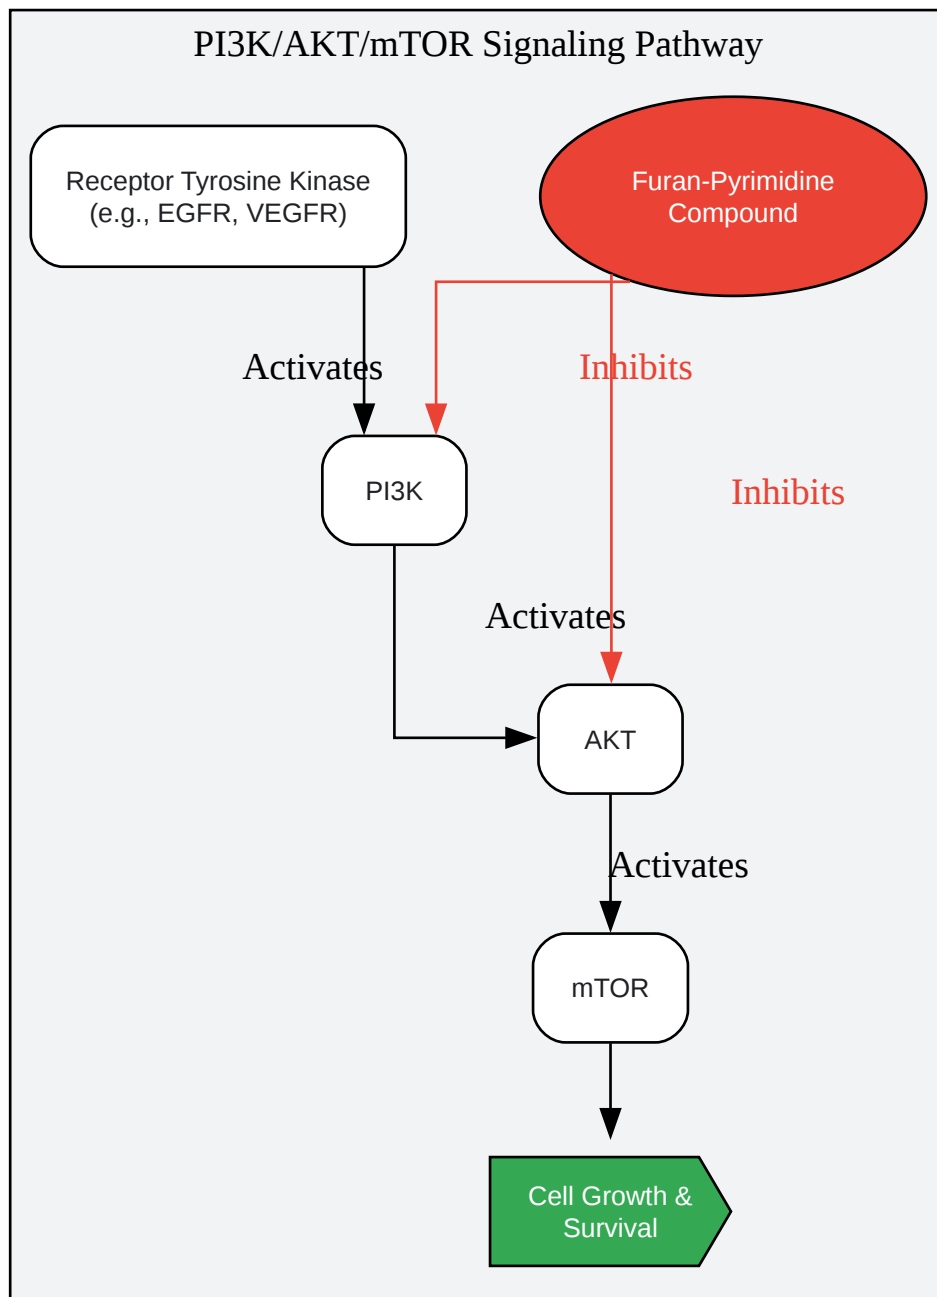 PI3K/AKT/mTOR Signaling Pathway
Receptor Tyrosine Kinase
(e.g., EGFR, VEGFR)
Furan-Pyrimidine
Compound
Activates
Inhibits
PI3K
Inhibits
Activates
AKT
Activates
mTOR
Cell Growth &
Survival